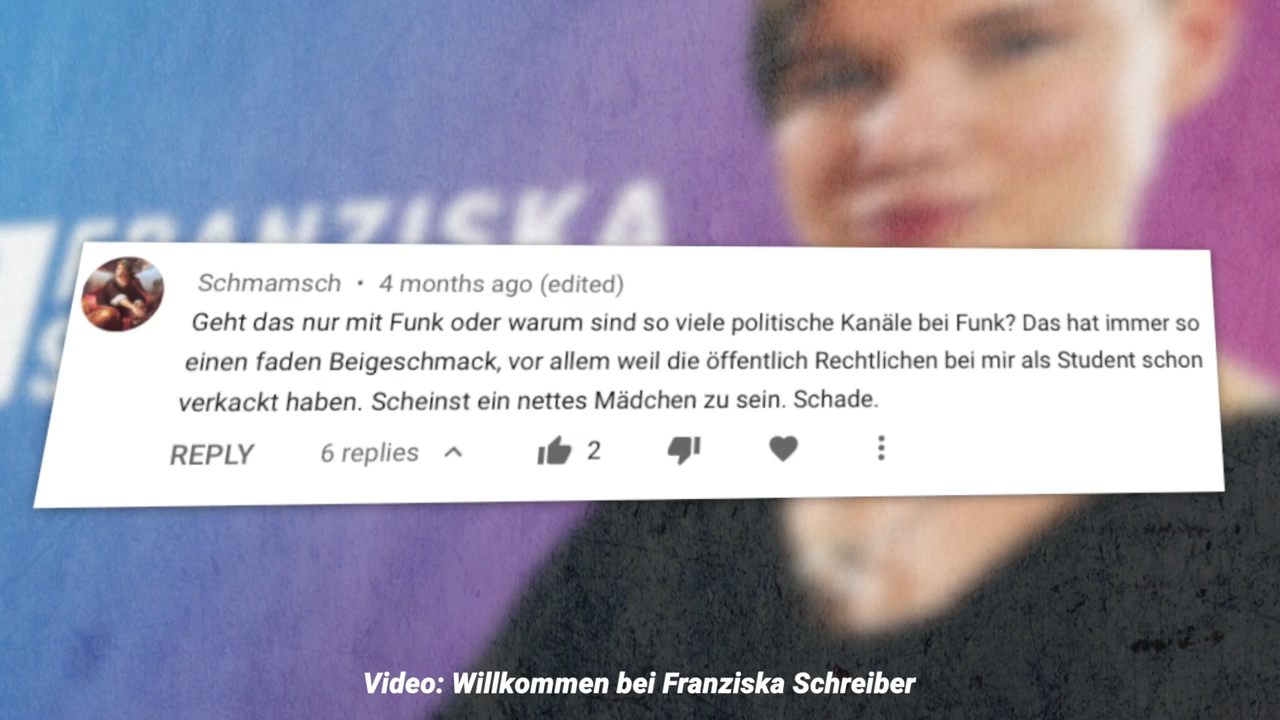 FRANZISKA
Schmamsch • 4 months ago (edited)
Geht das nur mit Funk oder warum sind so viele politische Kanäle bei Funk? Das hat immer so
einen faden Beigeschmack, vor allem weil die öffentlich Rechtlichen bei mir als Student schon
verkackt haben. Scheinst ein nettes Mädchen zu sein. Schade.
REPLY 6 replies 2
Video: Willkommen bei Franziska Schreiber